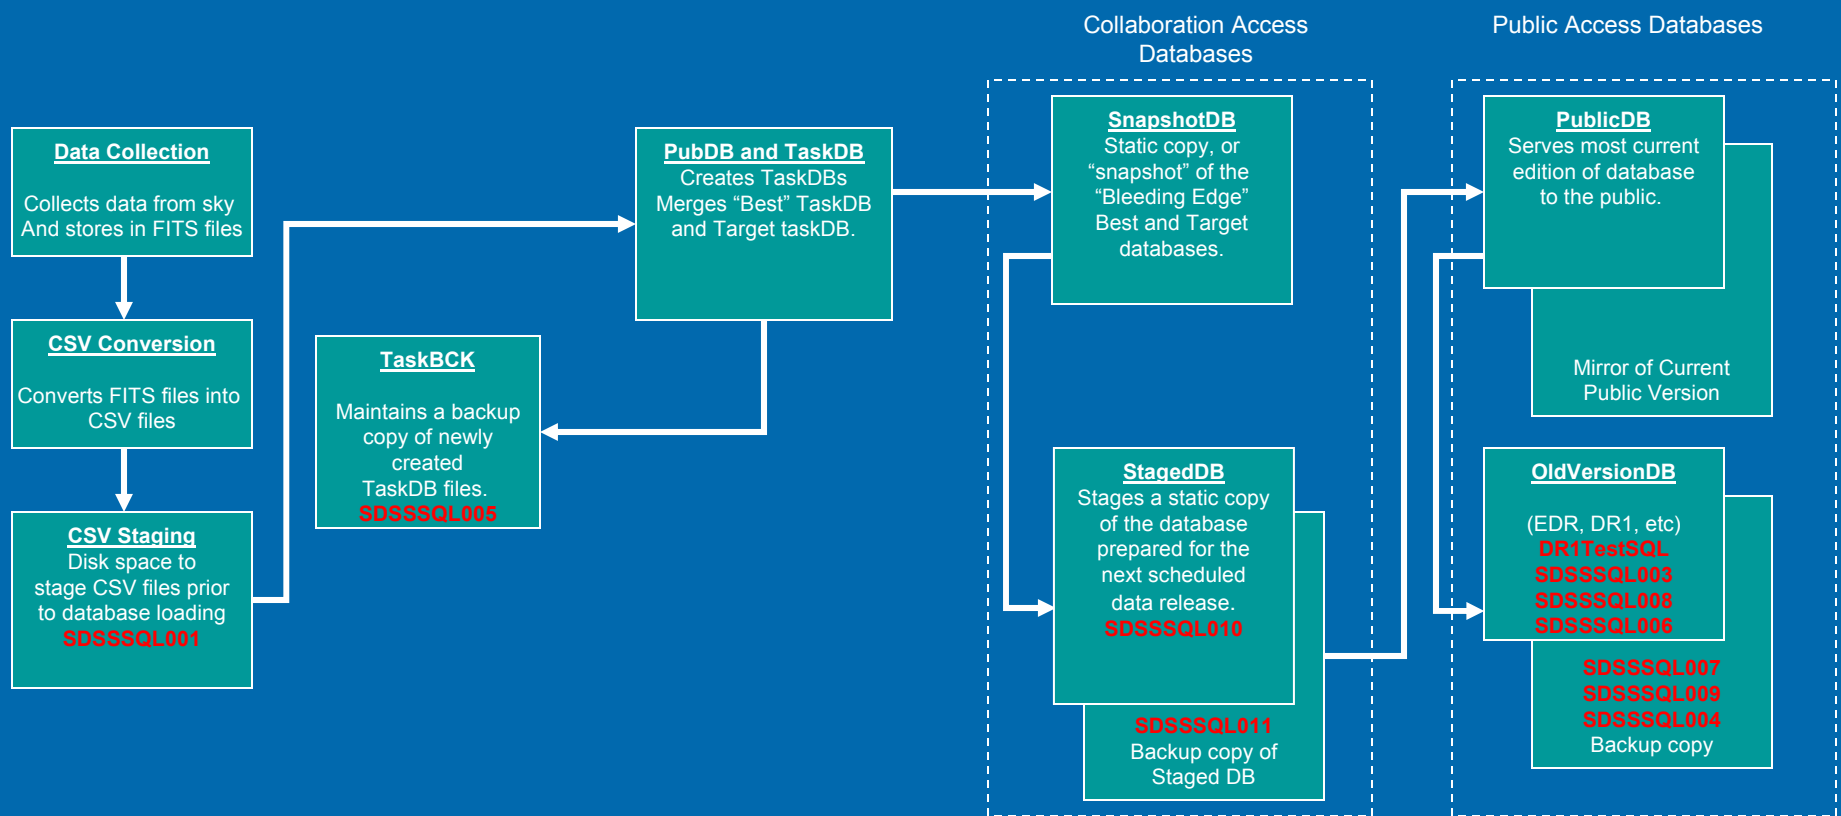 Collaboration Access
Databases
Public Access Databases
Data Collection
Collects data from sky
And stores in FITS files
CSV Conversion
Converts FITS files into
CSV files
CSV Staging
Disk space to
stage CSV files prior
to database loading
SDSSSQL001
TaskBCK
Maintains a backup
copy of newly
created
TaskDB files.
SDSSSQL005
PubDB and TaskDB
Creates TaskDBs
Merges “Best” TaskDB
and Target taskDB.
SnapshotDB
Static copy, or
“snapshot” of the
“Bleeding Edge”
Best and Target
databases.
StagedDB
Stages a static copy
of the database
prepared for the
next scheduled
data release.
SDSSSQL010
SDSSSQL011
Backup copy of
Staged DB
PublicDB
Serves most current
edition of database
to the public.
Mirror of Current
Public Version
OldVersionDB
(EDR, DR1, etc)
DR1TestSQL
SDSSSQL003
SDSSSQL008
SDSSSQL006
SDSSSQL007
SDSSSQL009
SDSSSQL004
Backup copy